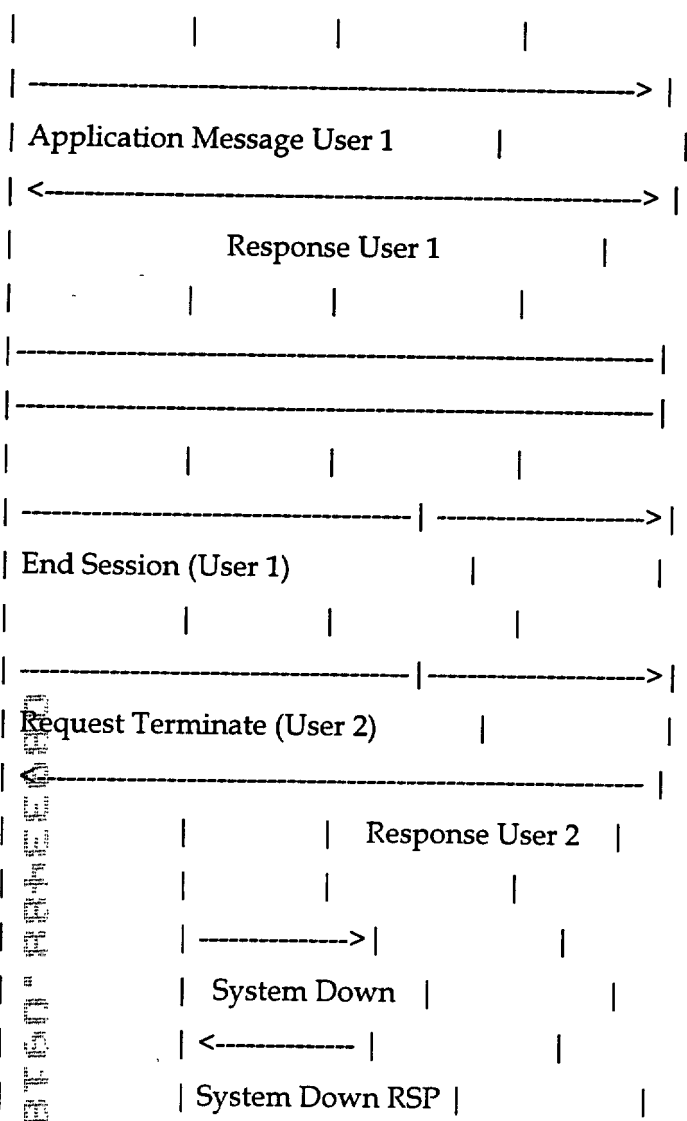 Application Message User 1
Response User 1
End Session (User 1)
Request Terminate (User 2)
Response User 2
System Down
System Down RSP